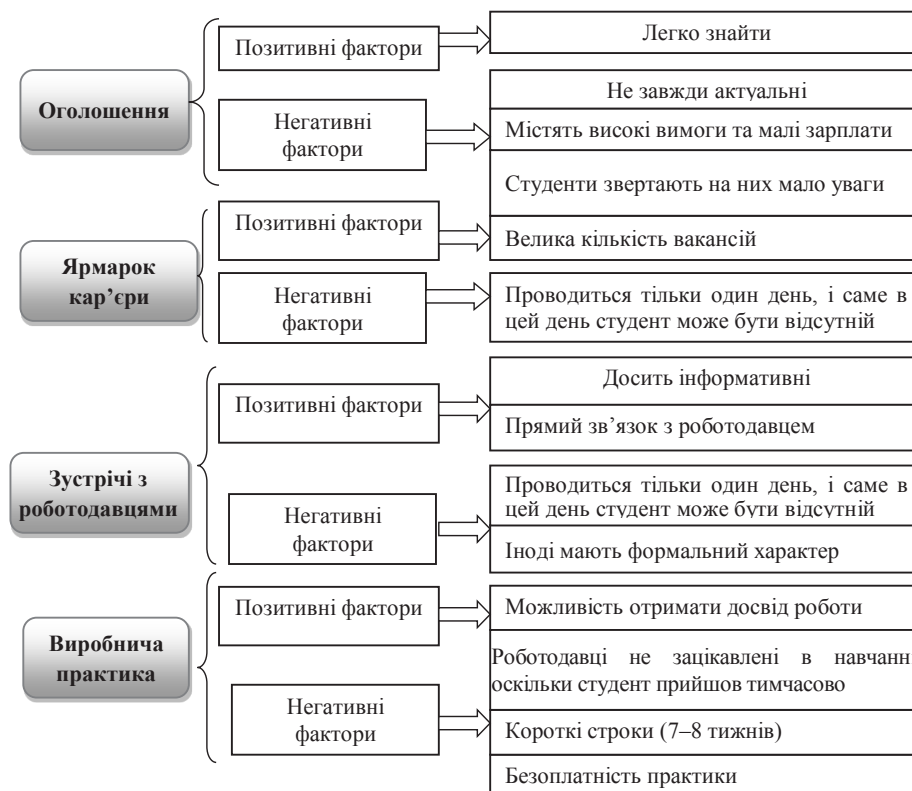 Оголошення
Позитивні фактори
Легко знайти
Негативні
фактори
Не завжди актуальні
Містять високі вимоги та малі зарплати
Студенти звертають на них мало уваги
Ярмарок
кар’єри
Позитивні фактори
Велика кількість вакансій
Негативні
фактори
Проводиться тільки один день, і саме в
цей день студент може бути відсутній
Зустрічі з
роботодавцями
Позитивні фактори
Досить інформативні
Прямий зв’язок з роботодавцем
Негативні
фактори
Проводиться тільки один день, і саме в
цей день студент може бути відсутній
Іноді мають формальний характер
Виробнича
практика
Позитивні фактори
Можливість отримати досвід роботи
Негативні
фактори
Роботодавці не зацікавлені в навчанн
оскільки студент прийшов тимчасово
Короткі строки (7–8 тижнів)
Безоплатність практики